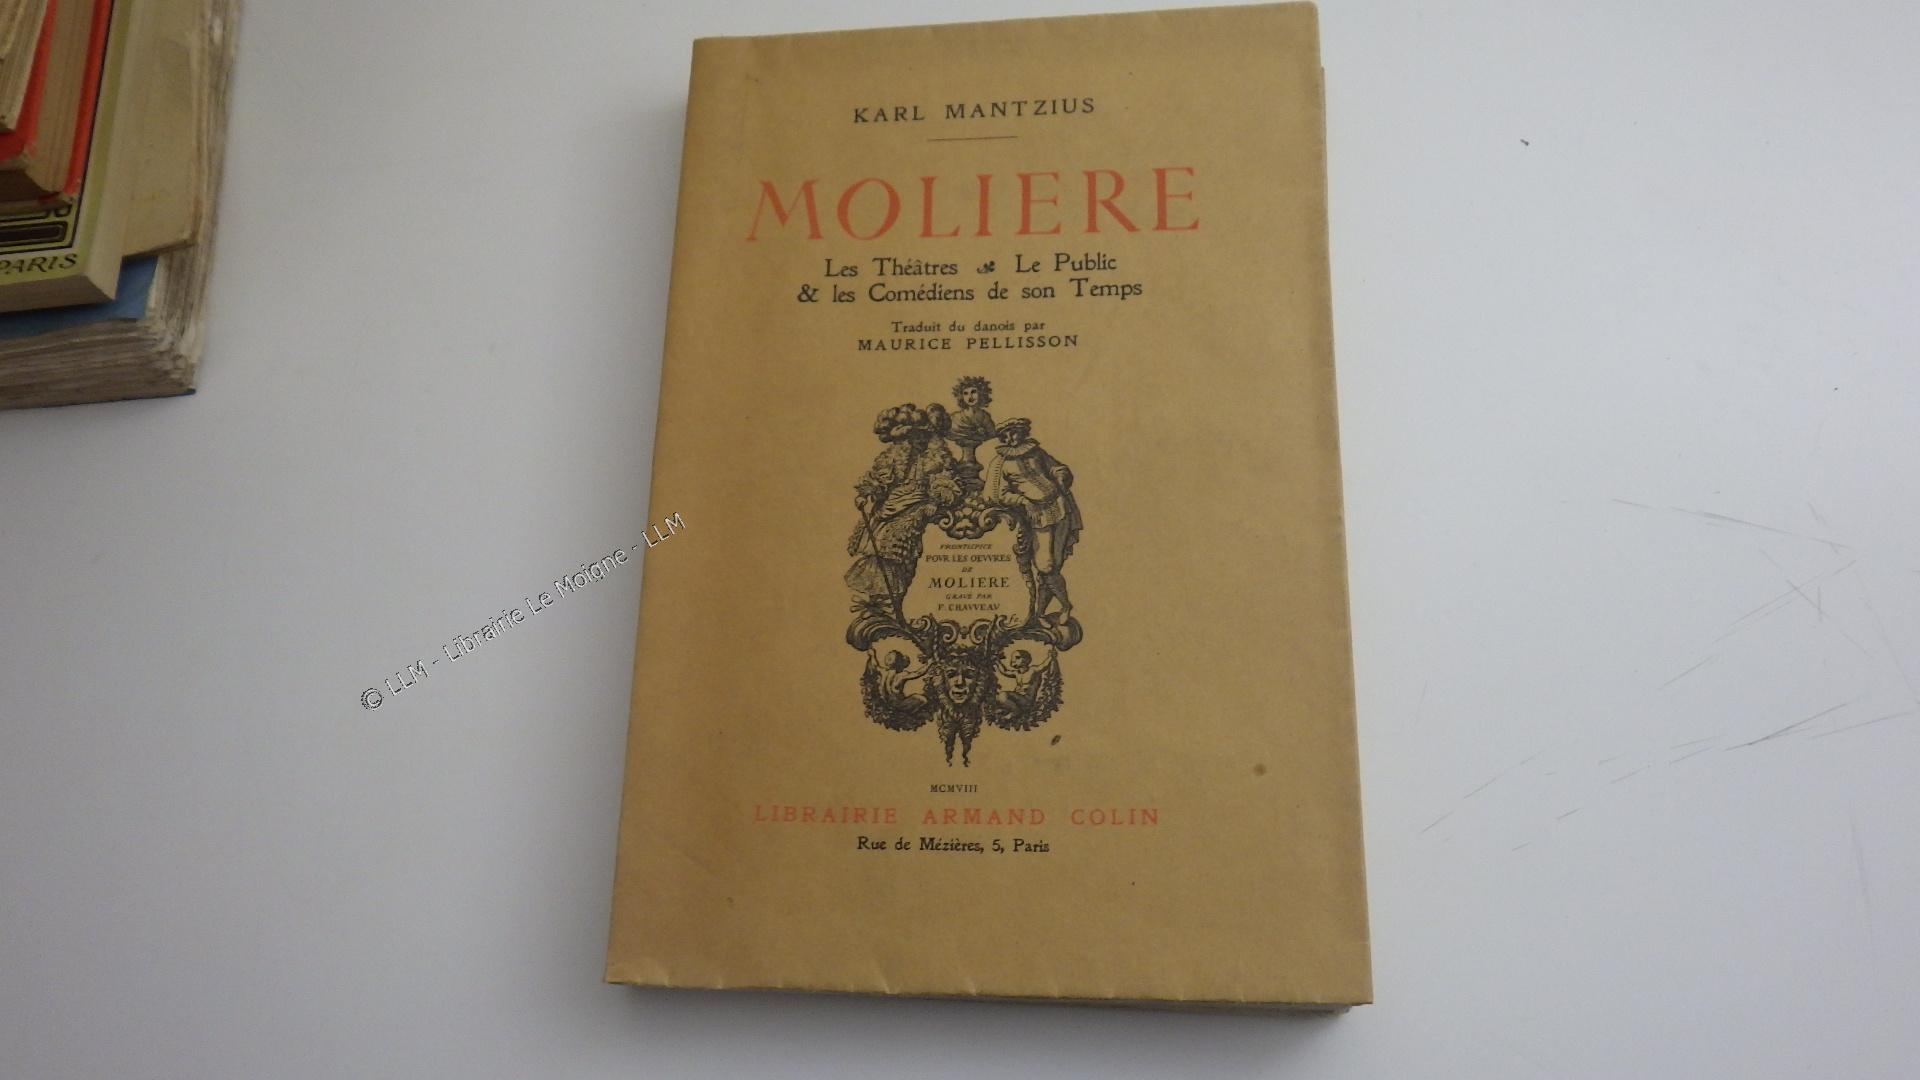 KARL MANTZIUS
MOLIERE
Les Théâtres Le Public
& les Comédiens de son Temps
Traduit du danois par
MAURICE PELLISSON
FRONTISPICE
POVR LES OEVVRES
DE
MOLIERE
GRAVÉ PAR
F. CHAVVEAV
MCMVIII
LIBRAIRIE ARMAND COLIN
Rue de Mézières, 5, Paris
PARIS
© LLM - Librairie Le Moigne - LLM